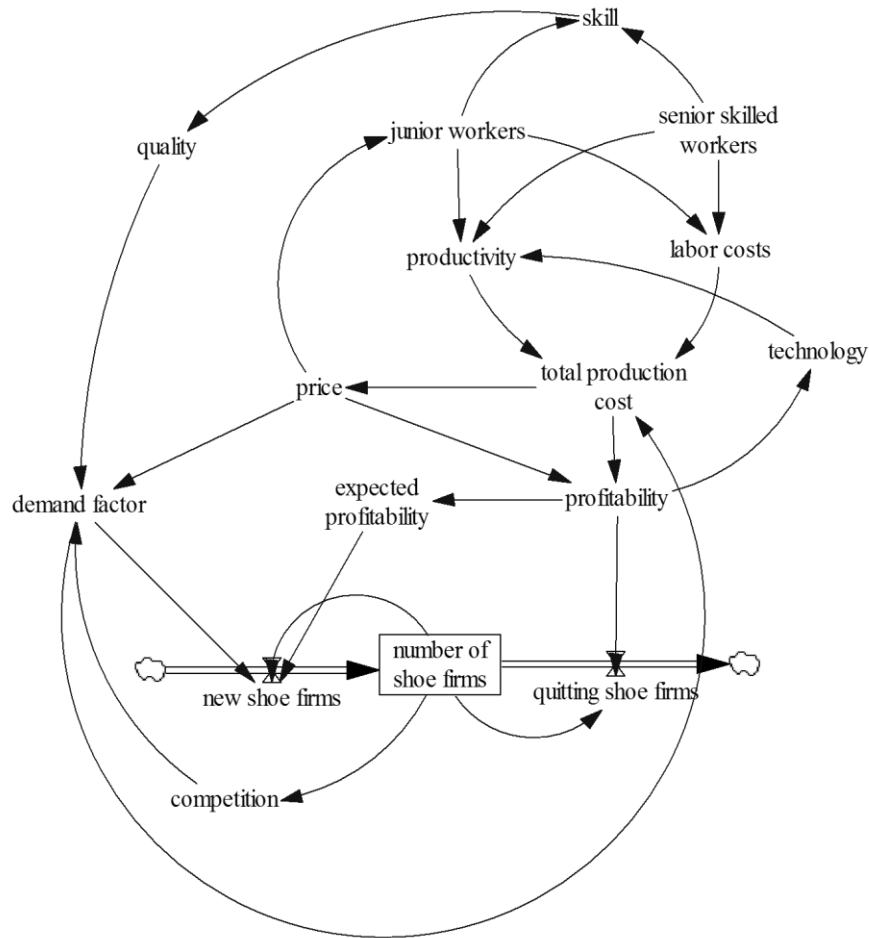 skill
junior workers
senior skilled
workers
quality
productivity
labor costs
technology
total production
cost
price
expected
profitability
profitability
demand factor
number of
shoe firms
new shoe firms
quitting shoe firms
competition